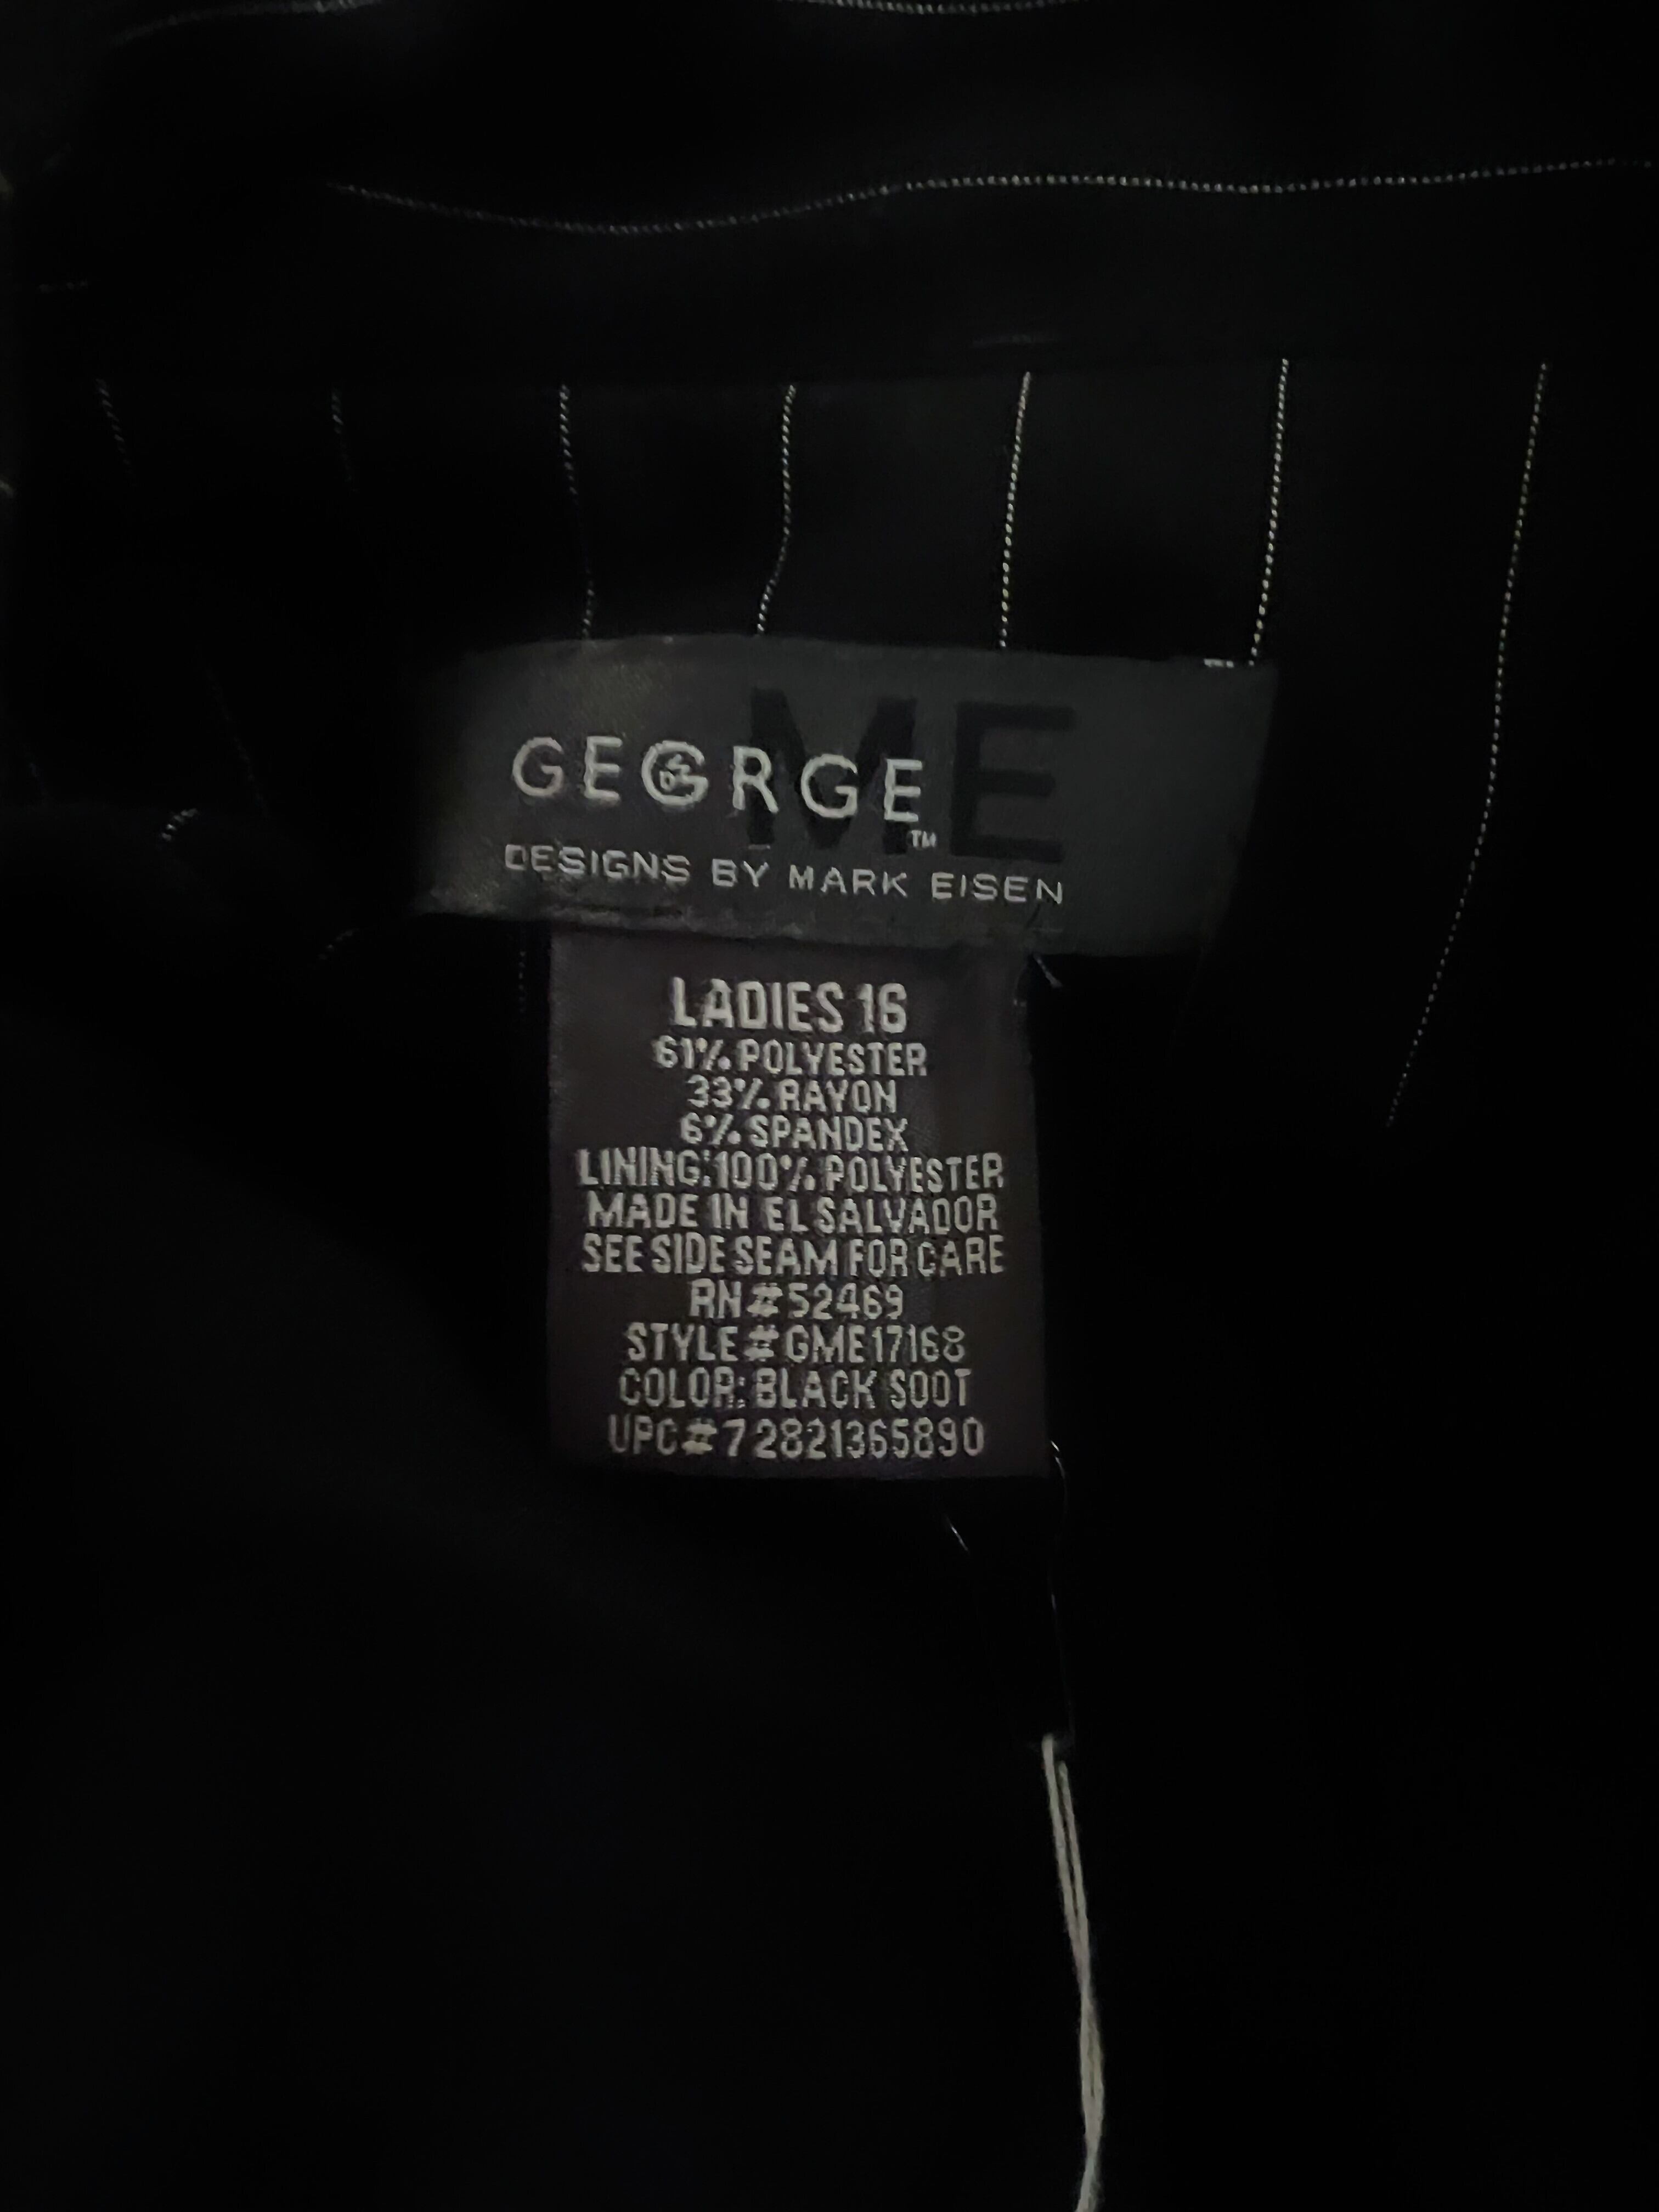 GEORGE ME
™
DESIGNS BY MARK EISEN
LADIES 16
61% POLYESTER
33% RAYON
6% SPANDEX
LINING:100% POLYESTER
MADE IN EL SALVADOR
SEE SIDE SEAM FOR CARE
RN#52469
STYLE#GME17168
COLOR: BLACK SOOT
UPC#72821365890